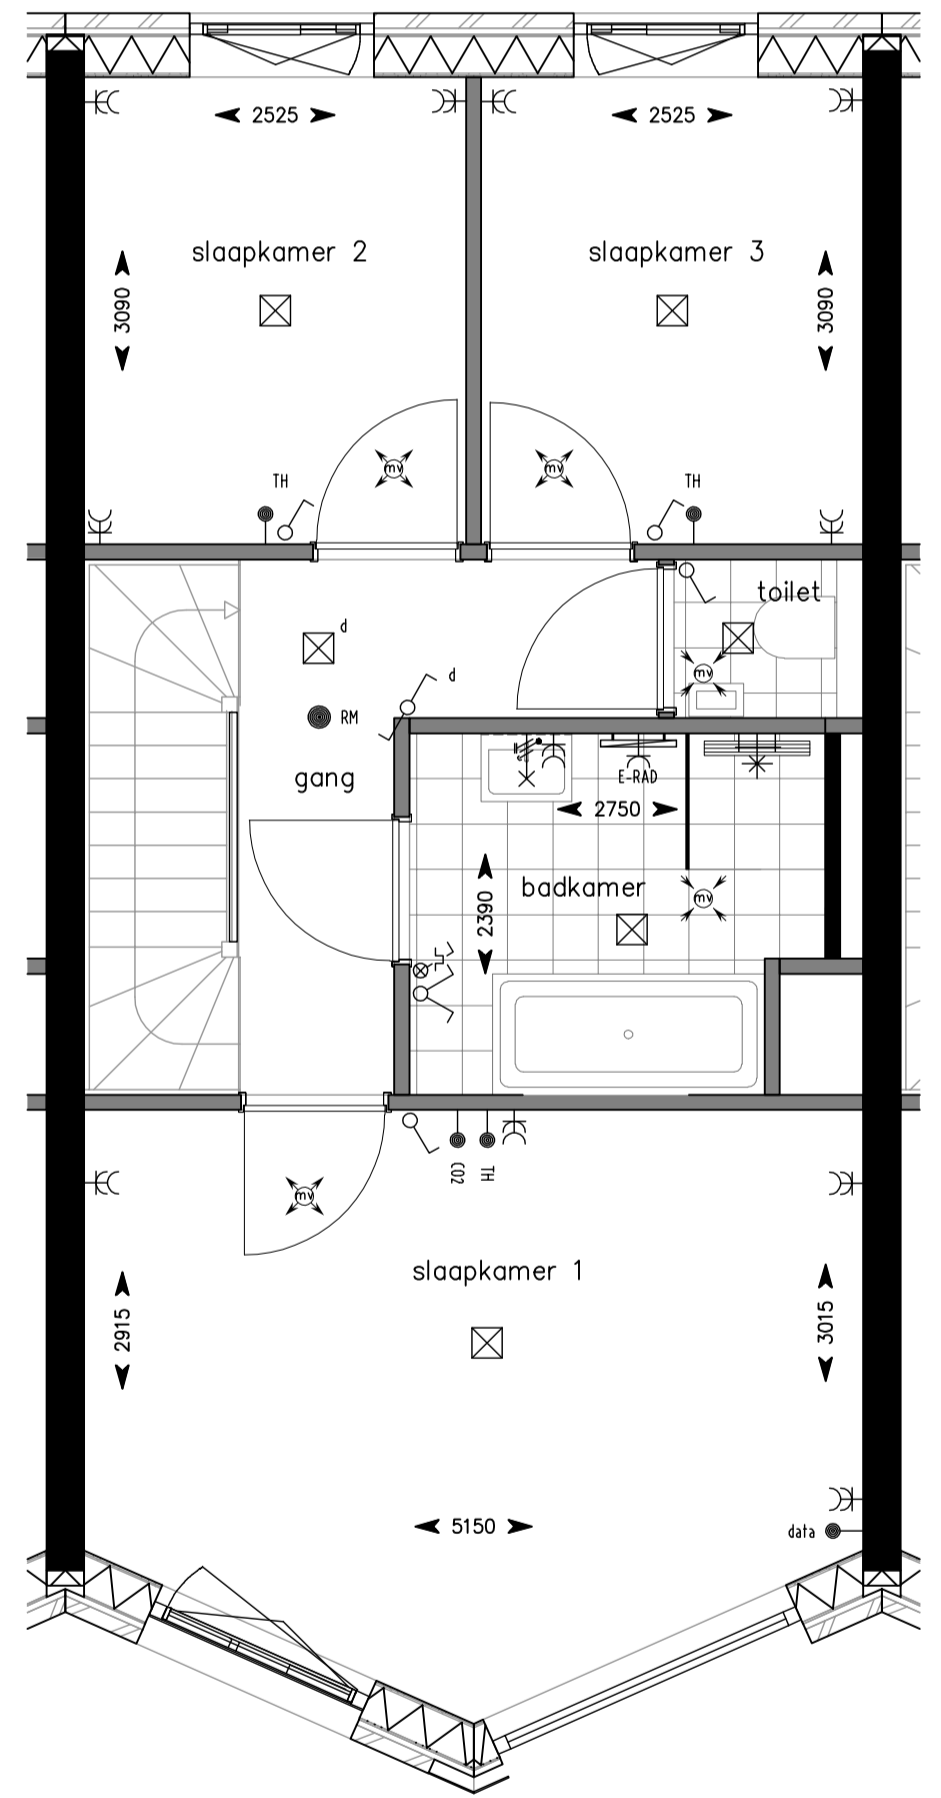 2525
2525
slaapkamer 2
slaapkamer 3
3090
3090
mv
mv
TH
TH
toilet
d
mv
d
RM
gang
E-RAD
2750
badkamer
mv
2390
CO2
TH
mv
slaapkamer 1
2915
3015
5150
data